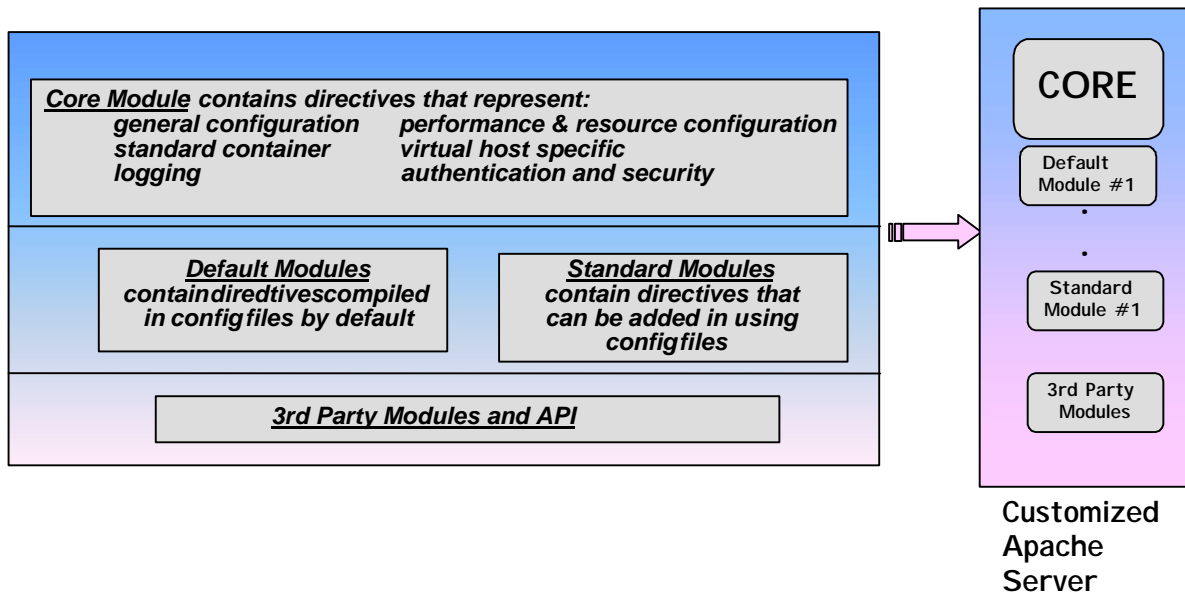 Core Module contains directives that represent:
general configuration performance & resource configuration
standard container virtual host specific
logging authentication and security
Default Modules
containdiredtivescompiled
in configfiles by default
Standard Modules
contain directives that
can be added in using
configfiles
3rd Party Modules and API
CORE
Default
Module #1
.
.
Standard
Module #1
3rd Party
Modules
Customized
Apache
Server